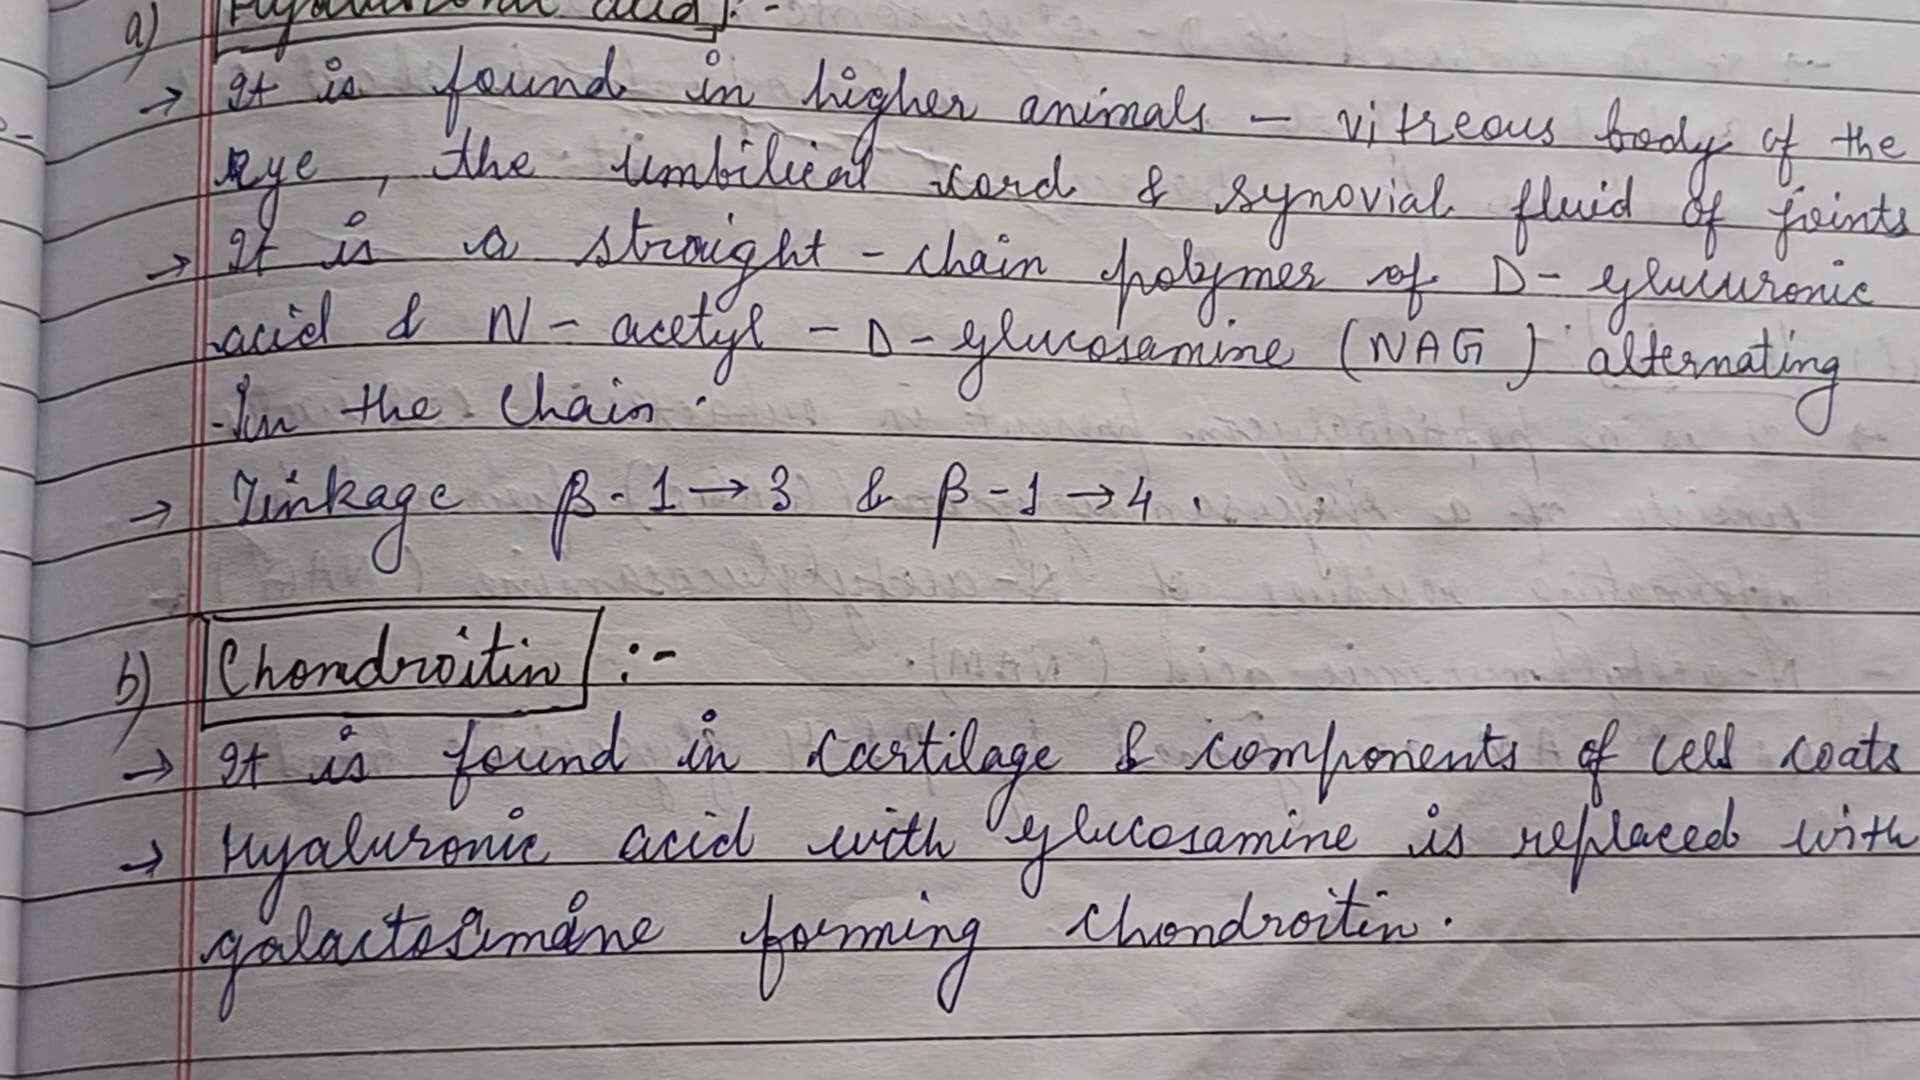 a) Hyaluronic acid :-
→ It is found in higher animals - vitreous body of the
eye, the umbilical cord & synovial fluid of joints
→ It is a straight - chain polymer of D - glucuronic
acid & N - acetyl - D - glucosamine (NAG) alternating
In the chain.
→ Linkage β - 1 → 3 & β - 1 → 4.
b) Chondroitin :-
→ It is found in cartilage & components of cell coats
→ Hyaluronic acid with glucosamine is replaced with
galactosamine forming chondroitin.